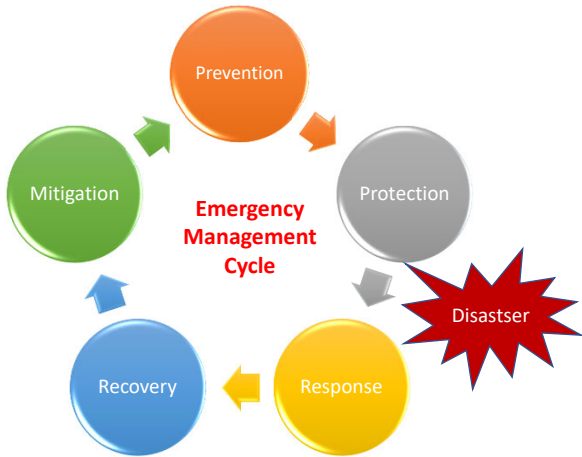 Prevention
Mitigation
Protection
Emergency
Management
Cycle
Disastser
Recovery
Response